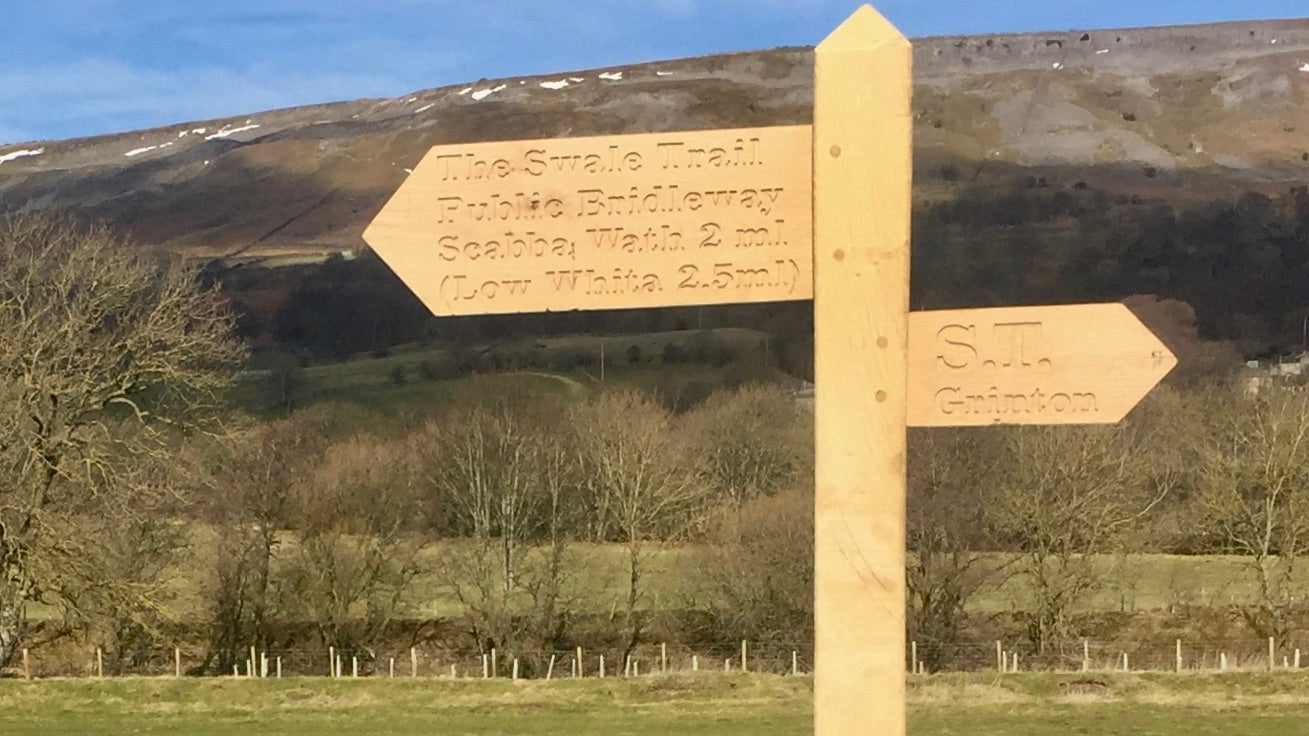 The Swale Trail
Public Bridleway
Scabba Wath 2 ml
(Low Whita 2.5ml)
S.T.
Grinton